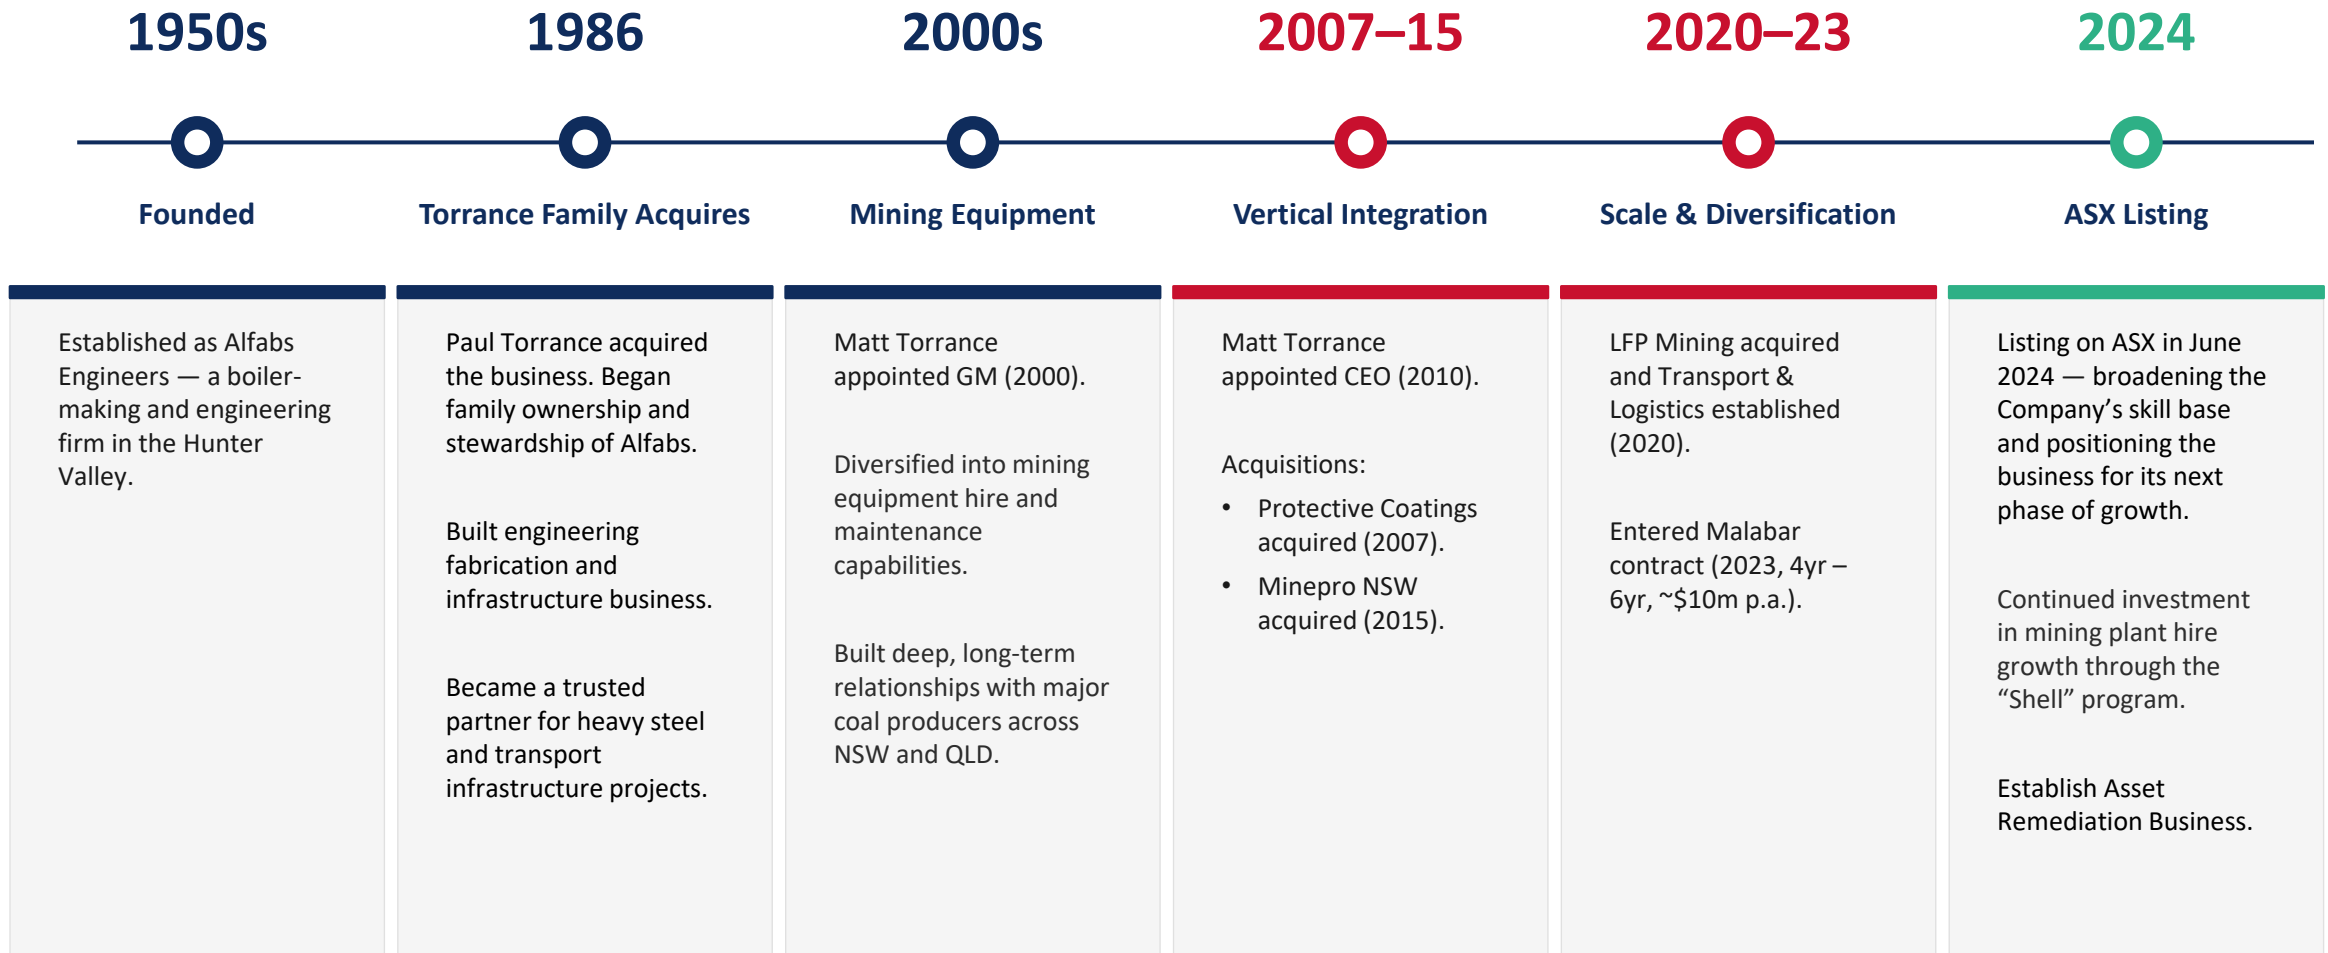 1950s
1986
2000s
2007–15
2020–23
2024
Founded
Torrance Family Acquires
Mining Equipment
Vertical Integration
Scale & Diversification
ASX Listing
Established as Alfabs
Engineers — a boiler-
making and engineering
firm in the Hunter
Valley.
Paul Torrance acquired
the business. Began
family ownership and
stewardship of Alfabs.
Built engineering
fabrication and
infrastructure business.
Became a trusted
partner for heavy steel
and transport
infrastructure projects.
Matt Torrance
appointed GM (2000).
Diversified into mining
equipment hire and
maintenance
capabilities.
Built deep, long-term
relationships with major
coal producers across
NSW and QLD.
Matt Torrance
appointed CEO (2010).
Acquisitions:
• Protective Coatings
acquired (2007).
• Minepro NSW
acquired (2015).
LFP Mining acquired
and Transport &
Logistics established
(2020).
Entered Malabar
contract (2023, 4yr –
6yr, ~$10m p.a.).
Listing on ASX in June
2024 — broadening the
Company’s skill base
and positioning the
business for its next
phase of growth.
Continued investment
in mining plant hire
growth through the
“Shell” program.
Establish Asset
Remediation Business.